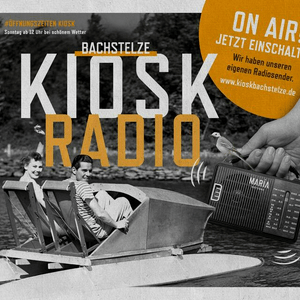 #ÖFFNUNGSZEITEN KIOSK
Sonntag ab 12 Uhr bei schönem Wetter
BACHSTELZE
KIOSK
RADIO
ON AIR!
JETZT EINSCHALT
Wir haben unseren
eigenen Radiosender.
www.kioskbachstelze.de
MARIA